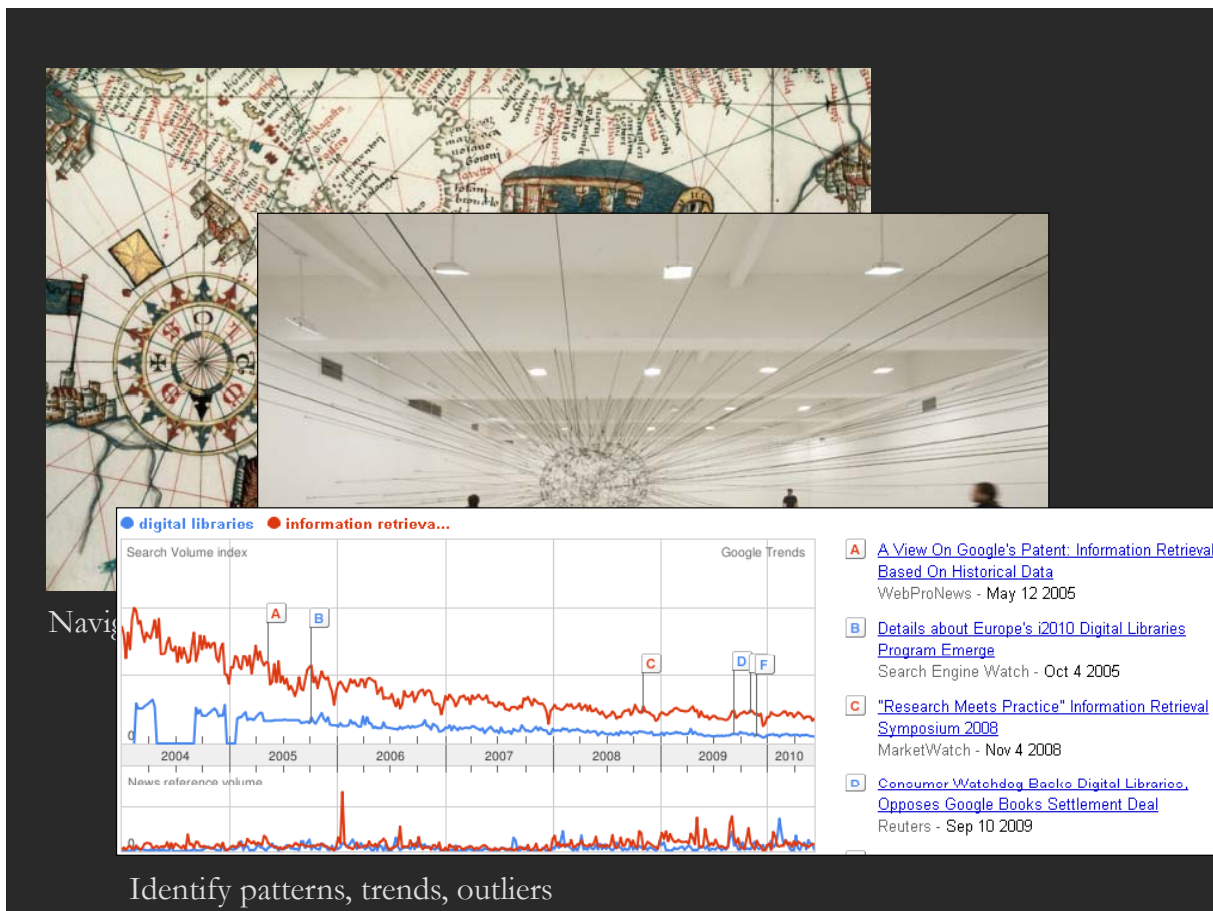 Navig
digital libraries information retrieva...
Search Volume index Google Trends
A
B
C
D
F
0
2004 2005 2006 2007 2008 2009 2010
News reference volume
0
A A View On Google's Patent: Information Retrieval
Based On Historical Data
WebProNews - May 12 2005
B Details about Europe's i2010 Digital Libraries
Program Emerge
Search Engine Watch - Oct 4 2005
C "Research Meets Practice" Information Retrieval
Symposium 2008
MarketWatch - Nov 4 2008
D Consumer Watchdog Backs Digital Libraries,
Opposes Google Books Settlement Deal
Reuters - Sep 10 2009
Identify patterns, trends, outliers